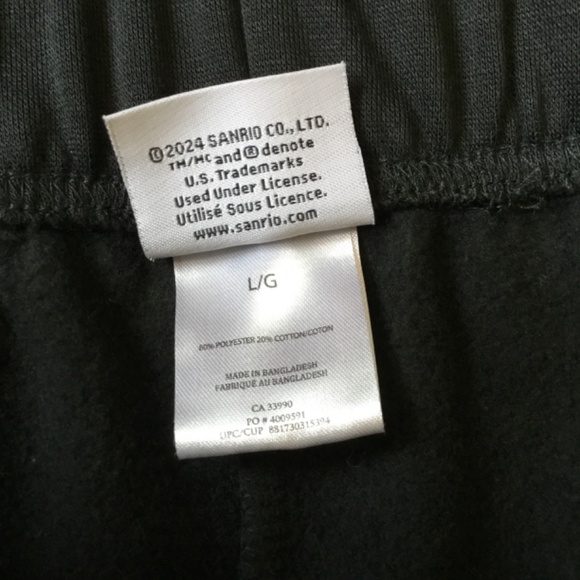 ©2024 SANRIO CO., LTD.
TM/MC and ® denote
U.S. Trademarks
Used Under License.
Utilisé Sous Licence.
www.sanrio.com
L/G
80% POLYESTER 20% COTTON/COTON
MADE IN BANGLADESH
FABRIQUÉ AU BANGLADESH
CA 33990
PO # 4009591
UPC/CUP 881730315394